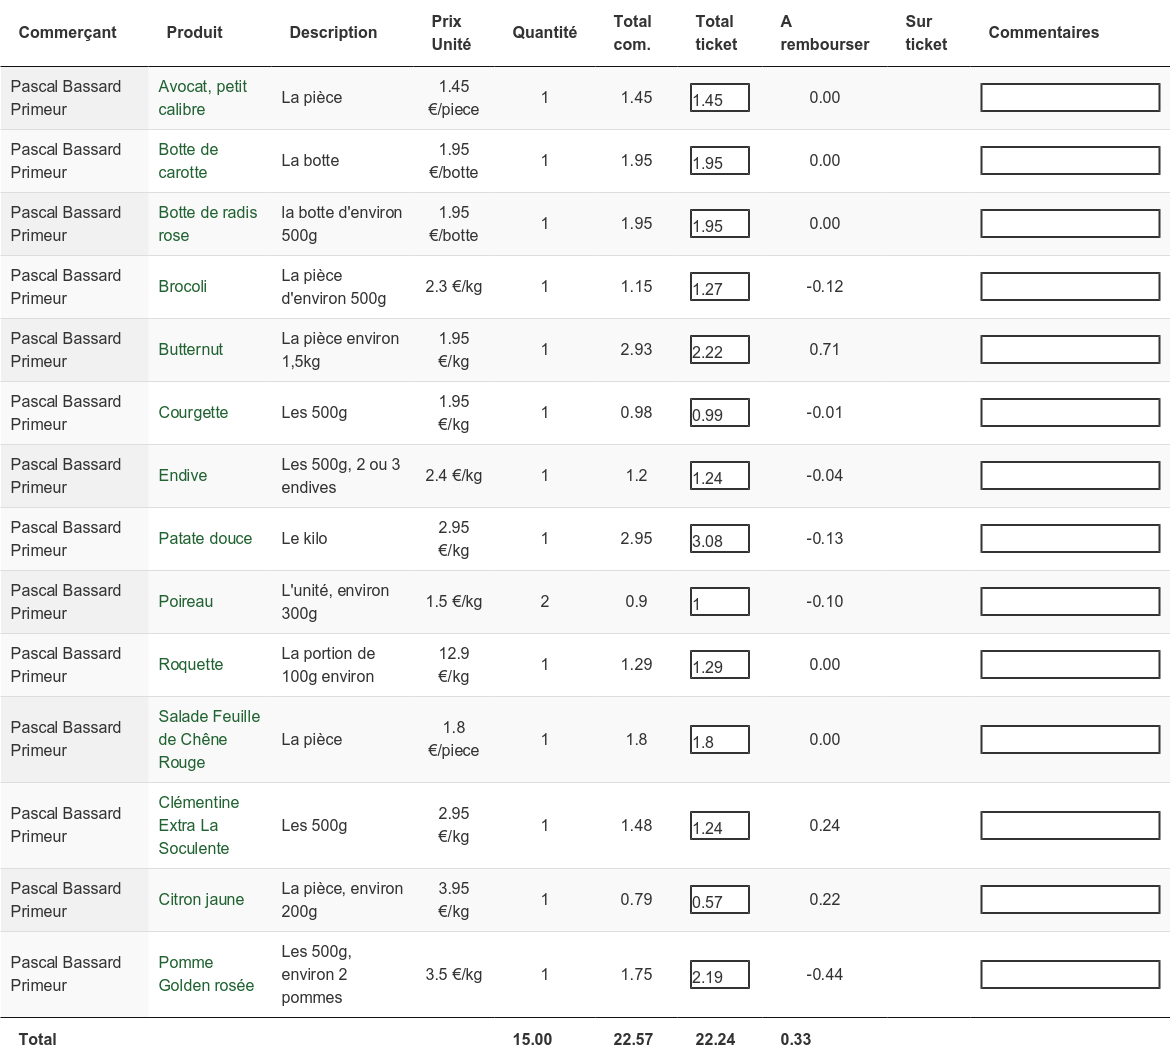 Commerçant Produit Description Prix Unité Quantité Total com. Total ticket A rembourser Sur ticket Commentaires
Pascal Bassard Primeur Avocat, petit calibre La pièce 1.45 €/piece 1 1.45 1.45 0.00
Pascal Bassard Primeur Botte de carotte La botte 1.95 €/botte 1 1.95 1.95 0.00
Pascal Bassard Primeur Botte de radis rose la botte d'environ 500g 1.95 €/botte 1 1.95 1.95 0.00
Pascal Bassard Primeur Brocoli La pièce d'environ 500g 2.3 €/kg 1 1.15 1.27 -0.12
Pascal Bassard Primeur Butternut La pièce environ 1,5kg 1.95 €/kg 1 2.93 2.22 0.71
Pascal Bassard Primeur Courgette Les 500g 1.95 €/kg 1 0.98 0.99 -0.01
Pascal Bassard Primeur Endive Les 500g, 2 ou 3 endives 2.4 €/kg 1 1.2 1.24 -0.04
Pascal Bassard Primeur Patate douce Le kilo 2.95 €/kg 1 2.95 3.08 -0.13
Pascal Bassard Primeur Poireau L'unité, environ 300g 1.5 €/kg 2 0.9 1 -0.10
Pascal Bassard Primeur Roquette La portion de 100g environ 12.9 €/kg 1 1.29 1.29 0.00
Pascal Bassard Primeur Salade Feuille de Chêne Rouge La pièce 1.8 €/piece 1 1.8 1.8 0.00
Pascal Bassard Primeur Clémentine Extra La Soculente Les 500g 2.95 €/kg 1 1.48 1.24 0.24
Pascal Bassard Primeur Citron jaune La pièce, environ 200g 3.95 €/kg 1 0.79 0.57 0.22
Pascal Bassard Primeur Pomme Golden rosée Les 500g, environ 2 pommes 3.5 €/kg 1 1.75 2.19 -0.44
Total 15.00 22.57 22.24 0.33